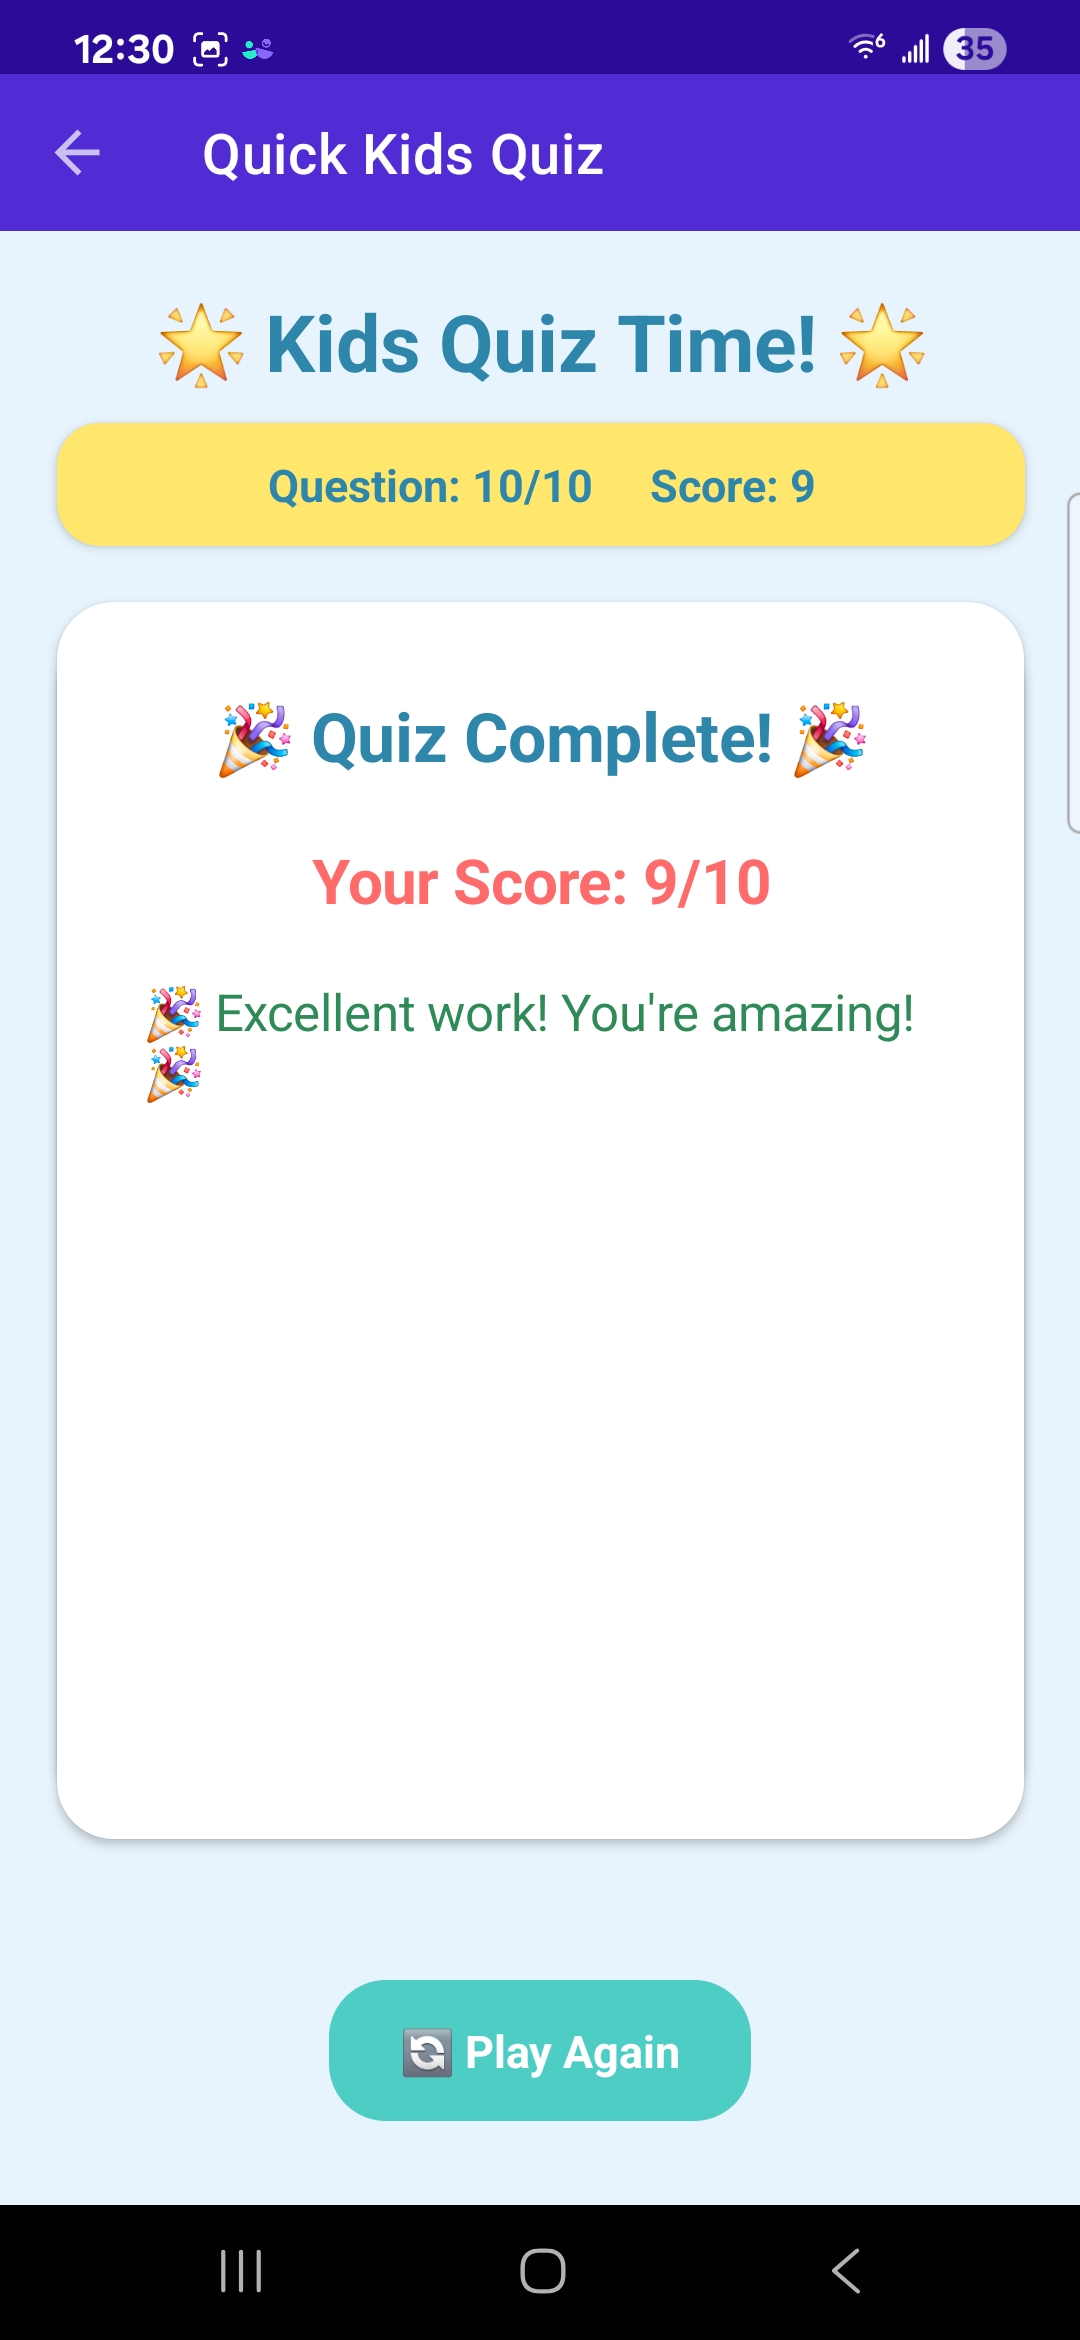 12:30 6 35
Quick Kids Quiz
🌟 Kids Quiz Time! 🌟
Question: 10/10 Score: 9
🎉 Quiz Complete! 🎉
Your Score: 9/10
🎉 Excellent work! You're amazing!
🎉
🔄 Play Again